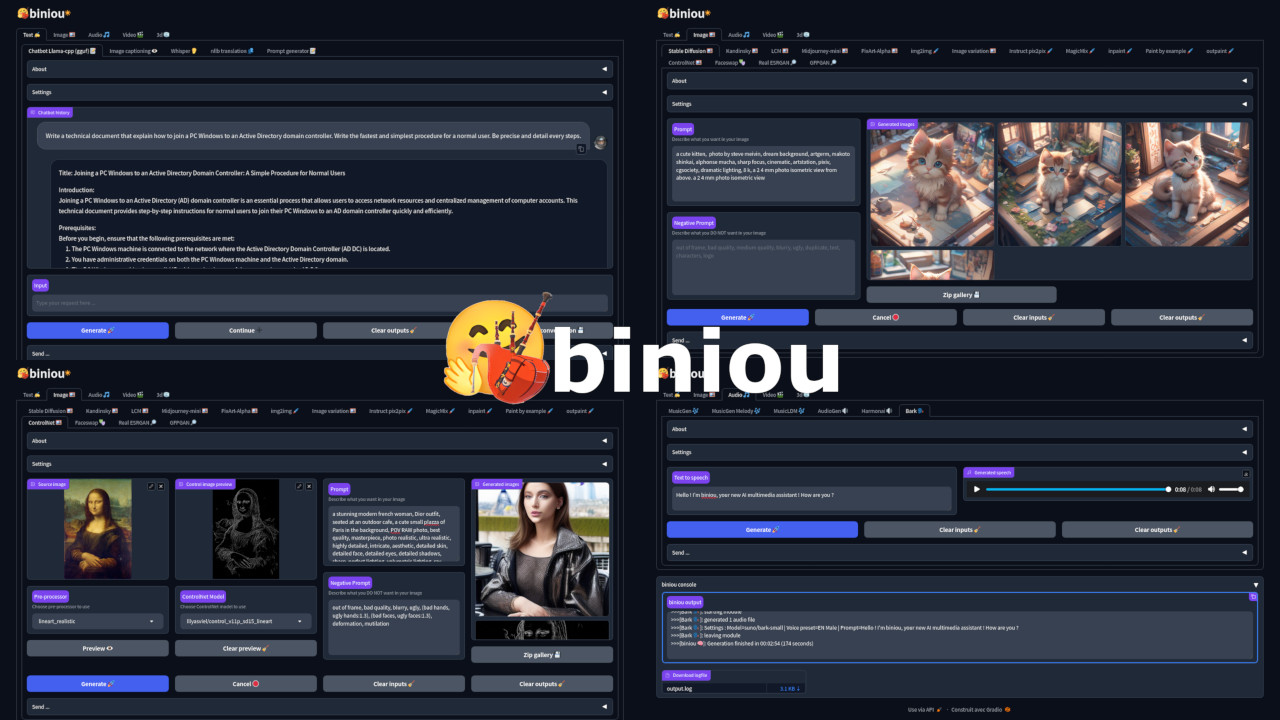 biniou
Text Image Audio Video 3d
Chatbot Llama-cpp (gguf) Image captioning Whisper nllb translation Prompt generator
About
Settings
Chatbot history
Write a technical document that explain how to join a PC Windows to an Active Directory domain controller. Write the fastest and simplest procedure for a normal user. Be precise and detail every steps.
Title: Joining a PC Windows to an Active Directory Domain Controller: A Simple Procedure for Normal Users
Introduction:
Joining a PC Windows to an Active Directory (AD) domain controller is an essential process that allows users to access network resources and centralized management of computer accounts. This
technical document provides step-by-step instructions for normal users to join their PC Windows to an AD domain controller quickly and efficiently.
Prerequisites:
Before you begin, ensure that the following prerequisites are met:
1. The PC Windows machine is connected to the network where the Active Directory Domain Controller (AD DC) is located.
2. You have administrative credentials on both the PC Windows machine and the Active Directory domain.
Input
Type your request here ...
Generate Continue Clear outputs
Send ...
biniou
Text Image Audio Video 3d
Stable Diffusion Kandinsky LCM Midjourney-mini PixArt-Alpha img2img Image variation Instruct pix2pix MagicMix inpaint Paint by example outpaint
ControlNet Faceswap Real ESRGAN GFPGAN
About
Settings
Prompt
Describe what you want in your image
a cute kitten, photo by steve meisin, dream background, artgerm, makoto
shinkai, alphonse mucha, sharp focus, cinematic, artstation, pixix,
cgsociety, dramatic lighting, 8 k, a 2 4 mm photo isometric view from
above. a 2 4 mm photo isometric view
Negative Prompt
Describe what you DO NOT want in your image
out of frame, bad quality, medium quality, blurry, ugly, duplicate, text,
characters, logo
Generated images
Zip gallery
Generate Cancel Clear inputs Clear outputs
Send ...
biniou
biniou
Text Image Audio Video 3d
Stable Diffusion Kandinsky LCM Midjourney-mini PixArt-Alpha img2img Image variation Instruct pix2pix MagicMix inpaint Paint by example outpaint
ControlNet Faceswap Real ESRGAN GFPGAN
About
Settings
Source image
Control image preview
Prompt
Describe what you want in your image
a stunning modern french woman, Dior outfit,
seated at an outdoor cafe, a cute small plazza of
Paris in the background, POV RAW photo, best
quality, masterpiece, photo realistic, ultra realistic,
highly detailed, intricate, aesthetic, detailed skin,
detailed face, detailed eyes, detailed shadows,
Generated images
Pre-processor
Choose pre-processor to use
lineart_realistic
ControlNet Model
Choose ControlNet model to use
lllyasviel/control_v11p_sd15_lineart
Negative Prompt
Describe what you DO NOT want in your image
out of frame, bad quality, blurry, ugly, (bad hands,
ugly hands:1.3), (bad faces, ugly faces:1.3),
deformation, mutilation
Preview Clear preview
Zip gallery
Generate Cancel Clear inputs Clear outputs
Send ...
Text Image Audio Video 3d
MusicGen MusicGen Melody MusicLDM AudioGen Harmonai Bark
About
Settings
Text to speech
Hello ! I'm biniou, your new AI multimedia assistant ! How are you ?
Generated speech
0:08 / 0:08
Generate Clear inputs Clear outputs
Send ...
biniou console
biniou output
>>>[Bark ]: starting module
>>>[Bark ]: generated 1 audio file
>>>[Bark ]: Settings : Model=suno/bark-small | Voice preset=EN Male | Prompt=Hello ! I'm biniou, your new AI multimedia assistant ! How are you ?
>>>[Bark ]: leaving module
>>>[biniou ]: Generation finished in 00:02:54 (174 seconds)
Download logfile
output.log 3.1 KB ↓
Use via API · Construit avec Gradio